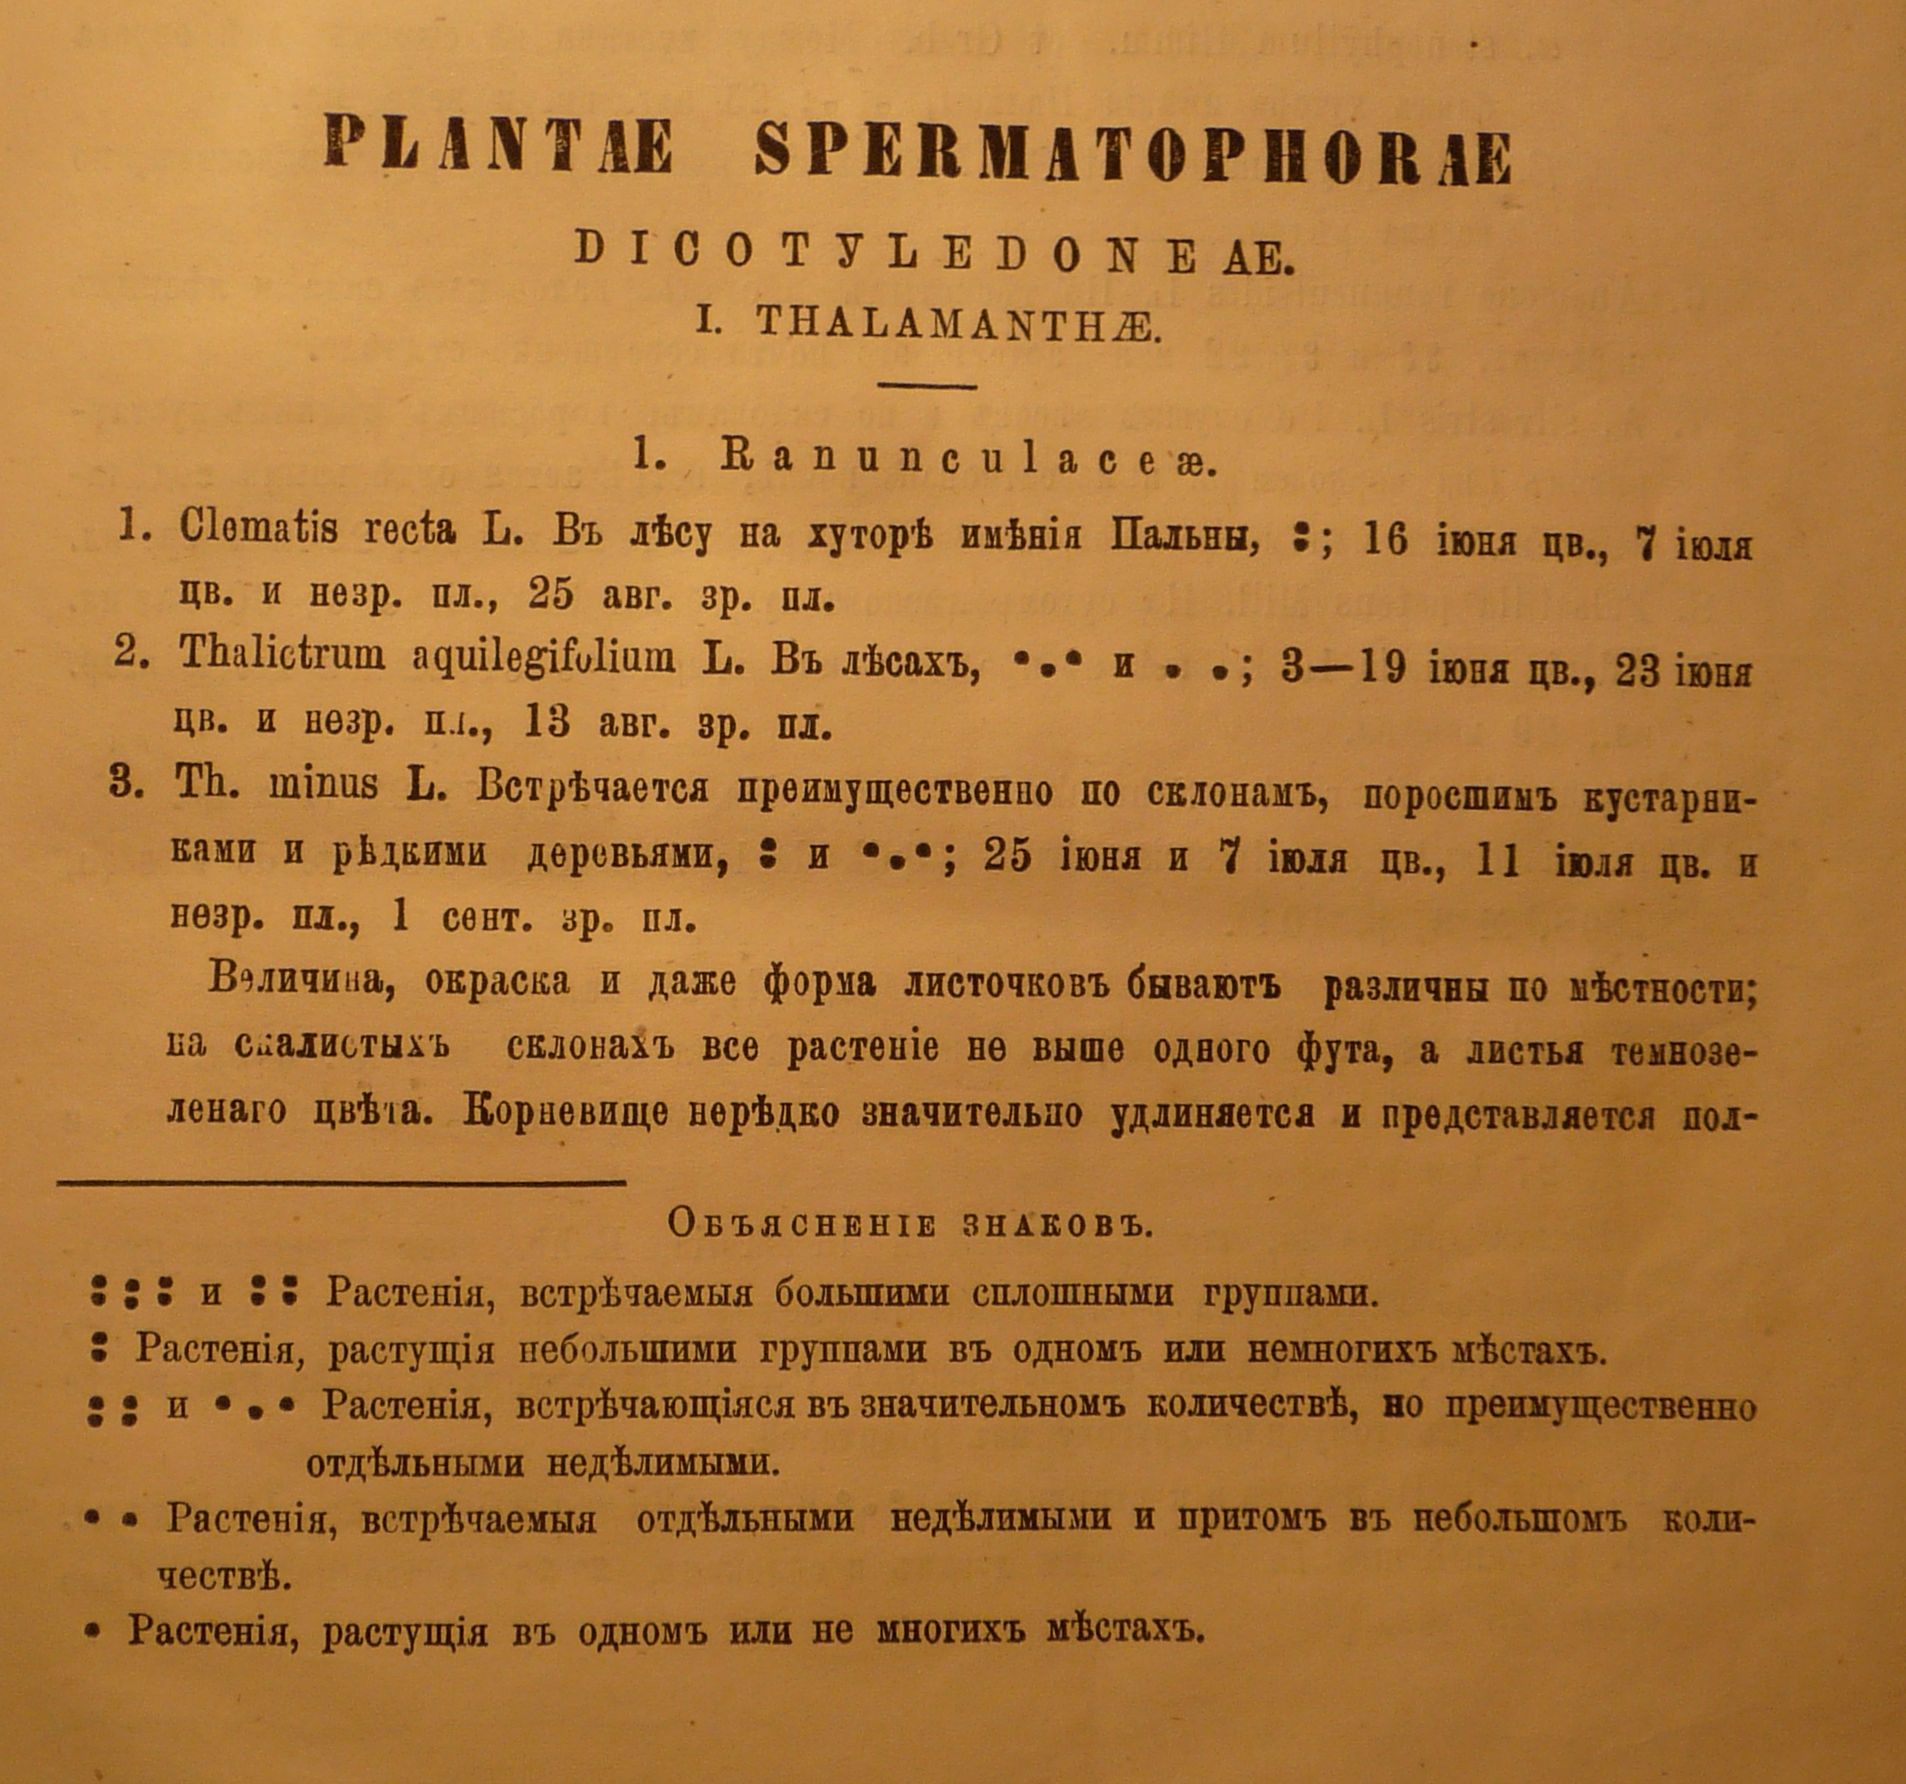 PLANTAE SPERMATOPHORAE
DICOTYLEDONEAE.
I. THALAMANTHÆ.
1. Ranunculaceæ.
1. Clematis recta L. Въ лѣсу на хуторѣ имѣнія Пальны, :; 16 іюня цв., 7 іюля
цв. и незр. пл., 25 авг. зр. пл.
2. Thalictrum aquilegifolium L. Въ лѣсахъ, •.• и . .; 3—19 іюня цв., 23 іюня
цв. и незр. пл., 13 авг. зр. пл.
3. Th. minus L. Встрѣчается преимущественно по склонамъ, поросшимъ кустарни-
ками и рѣдкими деревьями, : и •.•; 25 іюня и 7 іюля цв., 11 іюля цв. и
незр. пл., 1 сент. зр. пл.
Величина, окраска и даже форма листочковъ бываютъ различны по мѣстности;
на скалистыхъ склонахъ все растеніе не выше одного фута, а листья темнозе-
ленаго цвѣта. Корневище нерѣдко значительно удлиняется и представляется пол-
Объясненіе знаковъ.
::: и :: Растенія, встрѣчаемыя большими сплошными группами.
: Растенія, растущія небольшими группами въ одномъ или немногихъ мѣстахъ.
:: и •.• Растенія, встрѣчающіяся въ значительномъ количествѣ, но преимущественно
отдѣльными недѣлимыми.
• • Растенія, встрѣчаемыя отдѣльными недѣлимыми и притомъ въ небольшомъ коли-
чествѣ.
• Растенія, растущія въ одномъ или не многихъ мѣстахъ.